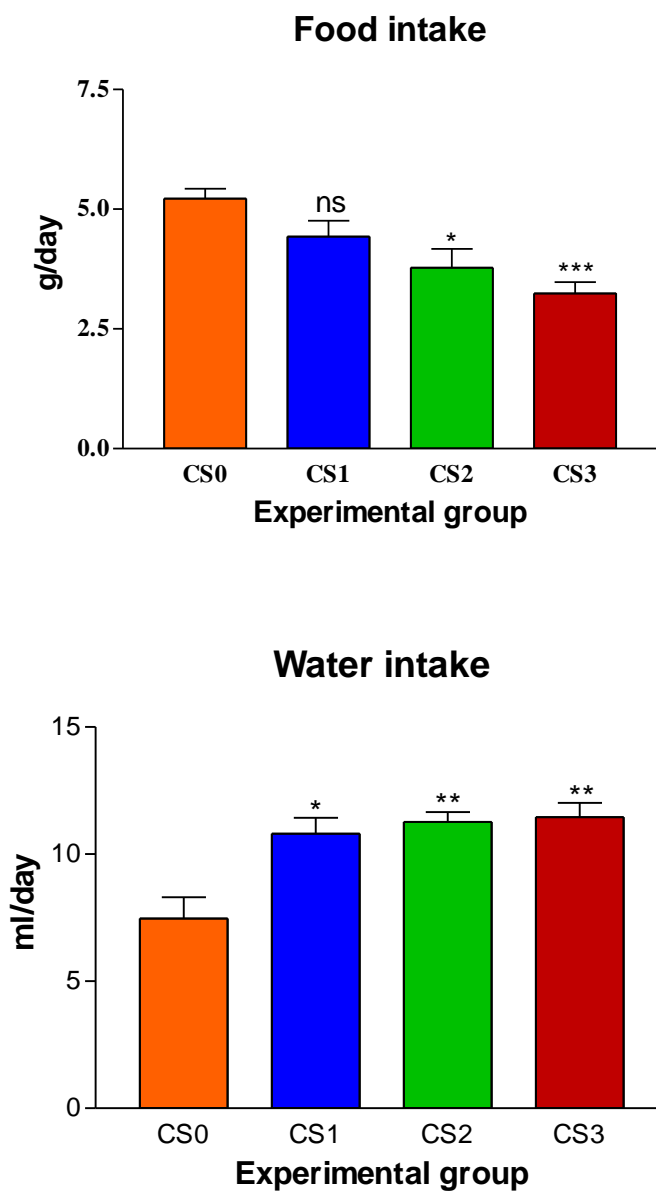 Food intake
7.5
5.0
2.5
0.0
g/day
ns
*
***
CS0 CS1 CS2 CS3
Experimental group
Water intake
15
10
5
0
ml/day
*
**
**
CS0 CS1 CS2 CS3
Experimental group